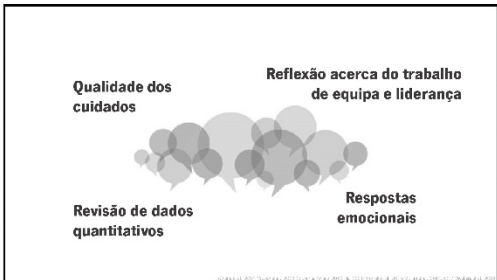 Qualidade dos
cuidados
Reflexão acerca do trabalho
de equipa e liderança
Revisão de dados
quantitativos
Respostas
emocionais